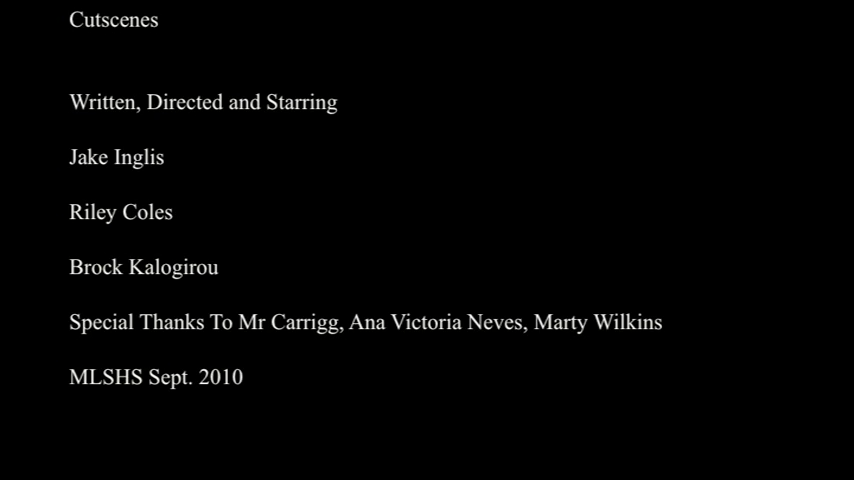 Cutscenes
Written, Directed and Starring
Jake Inglis
Riley Coles
Brock Kalogirou
Special Thanks To Mr Carrigg, Ana Victoria Neves, Marty Wilkins
MLSHS Sept. 2010